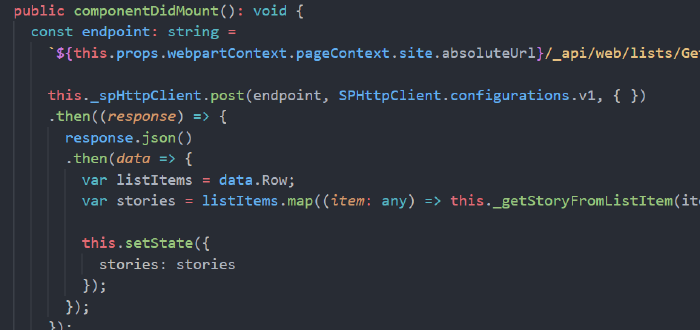 public componentDidMount(): void {
const endpoint: string =
`${this.props.webpartContext.pageContext.site.absoluteUrl}/_api/web/lists/Get
this._spHttpClient.post(endpoint, SPHttpClient.configurations.v1, { })
.then((response) => {
response.json()
.then(data => {
var listItems = data.Row;
var stories = listItems.map((item: any) => this._getStoryFromListItem(ite
this.setState({
stories: stories
});
});
});